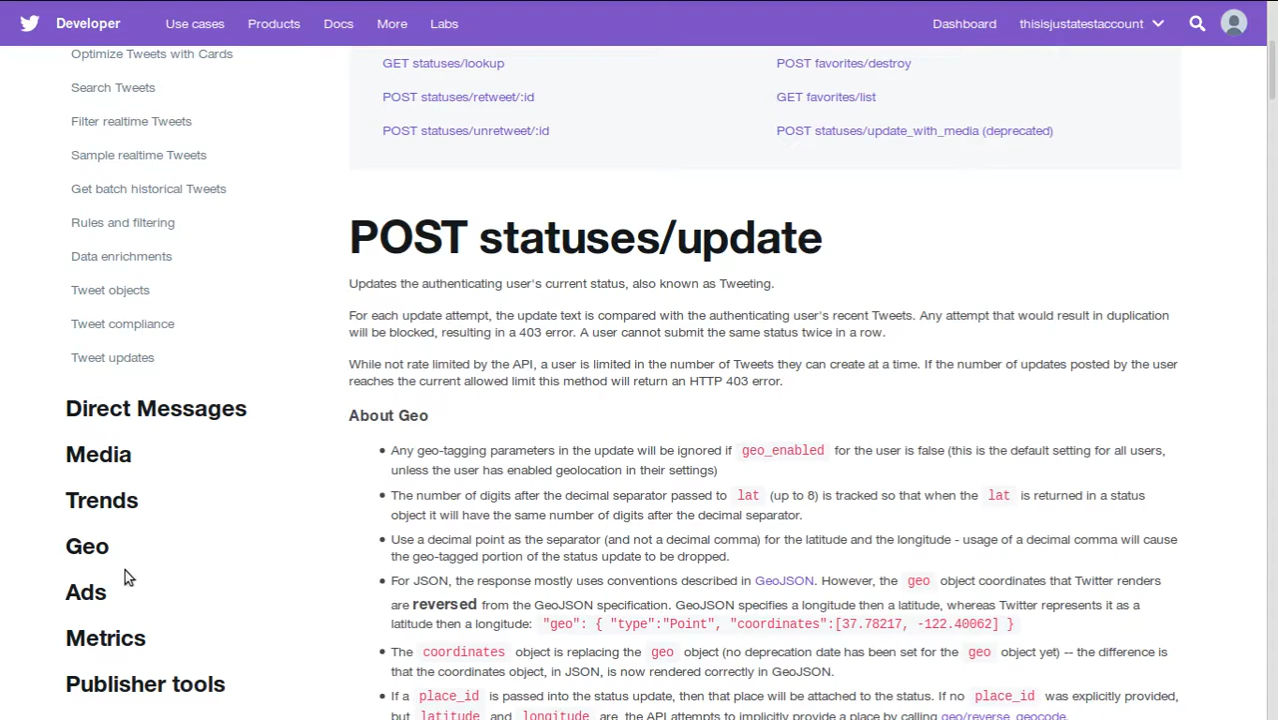 Developer Use cases Products Docs More Labs Dashboard thisisjustatestaccount
Optimize Tweets with Cards
Search Tweets
Filter realtime Tweets
Sample realtime Tweets
Get batch historical Tweets
Rules and filtering
Data enrichments
Tweet objects
Tweet compliance
Tweet updates
Direct Messages
Media
Trends
Geo
Ads
Metrics
Publisher tools
GET statuses/lookup
POST statuses/retweet/:id
POST statuses/unretweet/:id
POST favorites/destroy
GET favorites/list
POST statuses/update_with_media (deprecated)
POST statuses/update
Updates the authenticating user's current status, also known as Tweeting.
For each update attempt, the update text is compared with the authenticating user's recent Tweets. Any attempt that would result in duplication
will be blocked, resulting in a 403 error. A user cannot submit the same status twice in a row.
While not rate limited by the API, a user is limited in the number of Tweets they can create at a time. If the number of updates posted by the user
reaches the current allowed limit this method will return an HTTP 403 error.
About Geo
• Any geo-tagging parameters in the update will be ignored if geo_enabled for the user is false (this is the default setting for all users,
unless the user has enabled geolocation in their settings)
• The number of digits after the decimal separator passed to lat (up to 8) is tracked so that when the lat is returned in a status
object it will have the same number of digits after the decimal separator.
• Use a decimal point as the separator (and not a decimal comma) for the latitude and the longitude - usage of a decimal comma will cause
the geo-tagged portion of the status update to be dropped.
• For JSON, the response mostly uses conventions described in GeoJSON. However, the geo object coordinates that Twitter renders
are reversed from the GeoJSON specification. GeoJSON specifies a longitude then a latitude, whereas Twitter represents it as a
latitude then a longitude: "geo": { "type":"Point", "coordinates":[37.78217, -122.40062] }
• The coordinates object is replacing the geo object (no deprecation date has been set for the geo object yet) -- the difference is
that the coordinates object, in JSON, is now rendered correctly in GeoJSON.
• If a place_id is passed into the status update, then that place will be attached to the status. If no place_id was explicitly provided,
but latitude and longitude are, the API attempts to implicitly provide a place by calling geo/reverse_geocode.